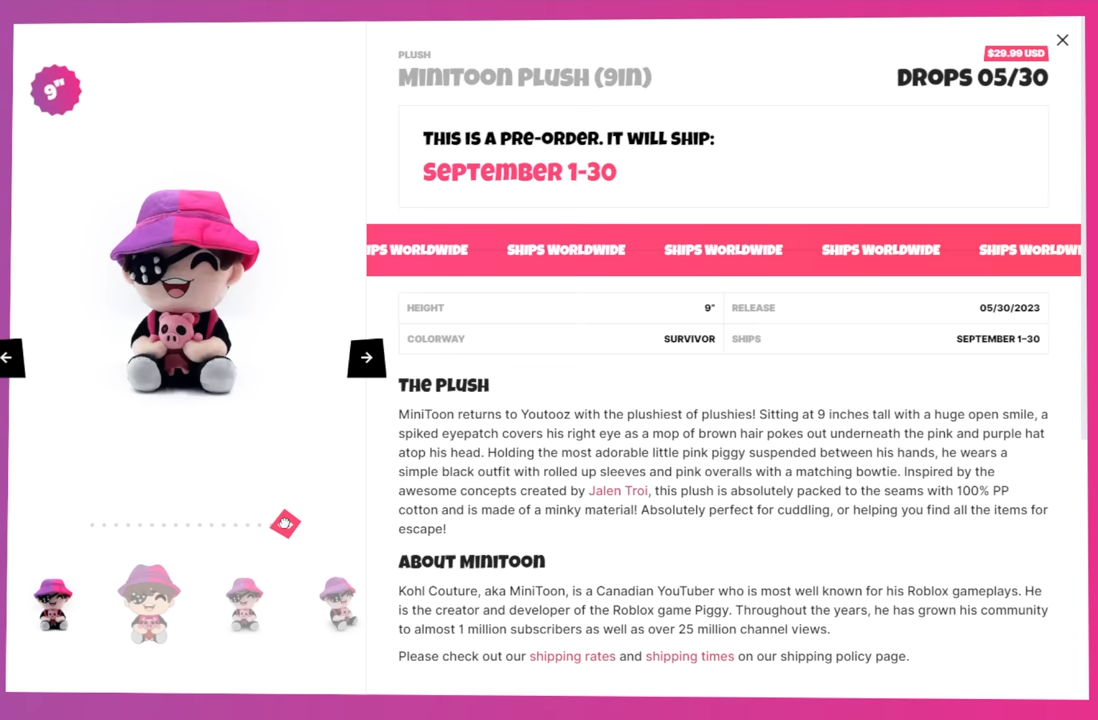 9"
PLUSH
$29.99 USD
MiniToon Plush (9in)
DROPS 05/30
THIS IS A Pre-order. IT WILL SHIP:
September 1-30
IPS WORLDWIDE SHIPS WORLDWIDE SHIPS WORLDWIDE SHIPS WORLDWIDE SHIPS WORLDWI
HEIGHT 9" RELEASE 05/30/2023
COLORWAY SURVIVOR SHIPS SEPTEMBER 1-30
The Plush
MiniToon returns to Youtooz with the plushiest of plushies! Sitting at 9 inches tall with a huge open smile, a
spiked eyepatch covers his right eye as a mop of brown hair pokes out underneath the pink and purple hat
atop his head. Holding the most adorable little pink piggy suspended between his hands, he wears a
simple black outfit with rolled up sleeves and pink overalls with a matching bowtie. Inspired by the
awesome concepts created by Jalen Troi, this plush is absolutely packed to the seams with 100% PP
cotton and is made of a minky material! Absolutely perfect for cuddling, or helping you find all the items for
escape!
About MiniToon
Kohl Couture, aka MiniToon, is a Canadian YouTuber who is most well known for his Roblox gameplays. He
is the creator and developer of the Roblox game Piggy. Throughout the years, he has grown his community
to almost 1 million subscribers as well as over 25 million channel views.
Please check out our shipping rates and shipping times on our shipping policy page.